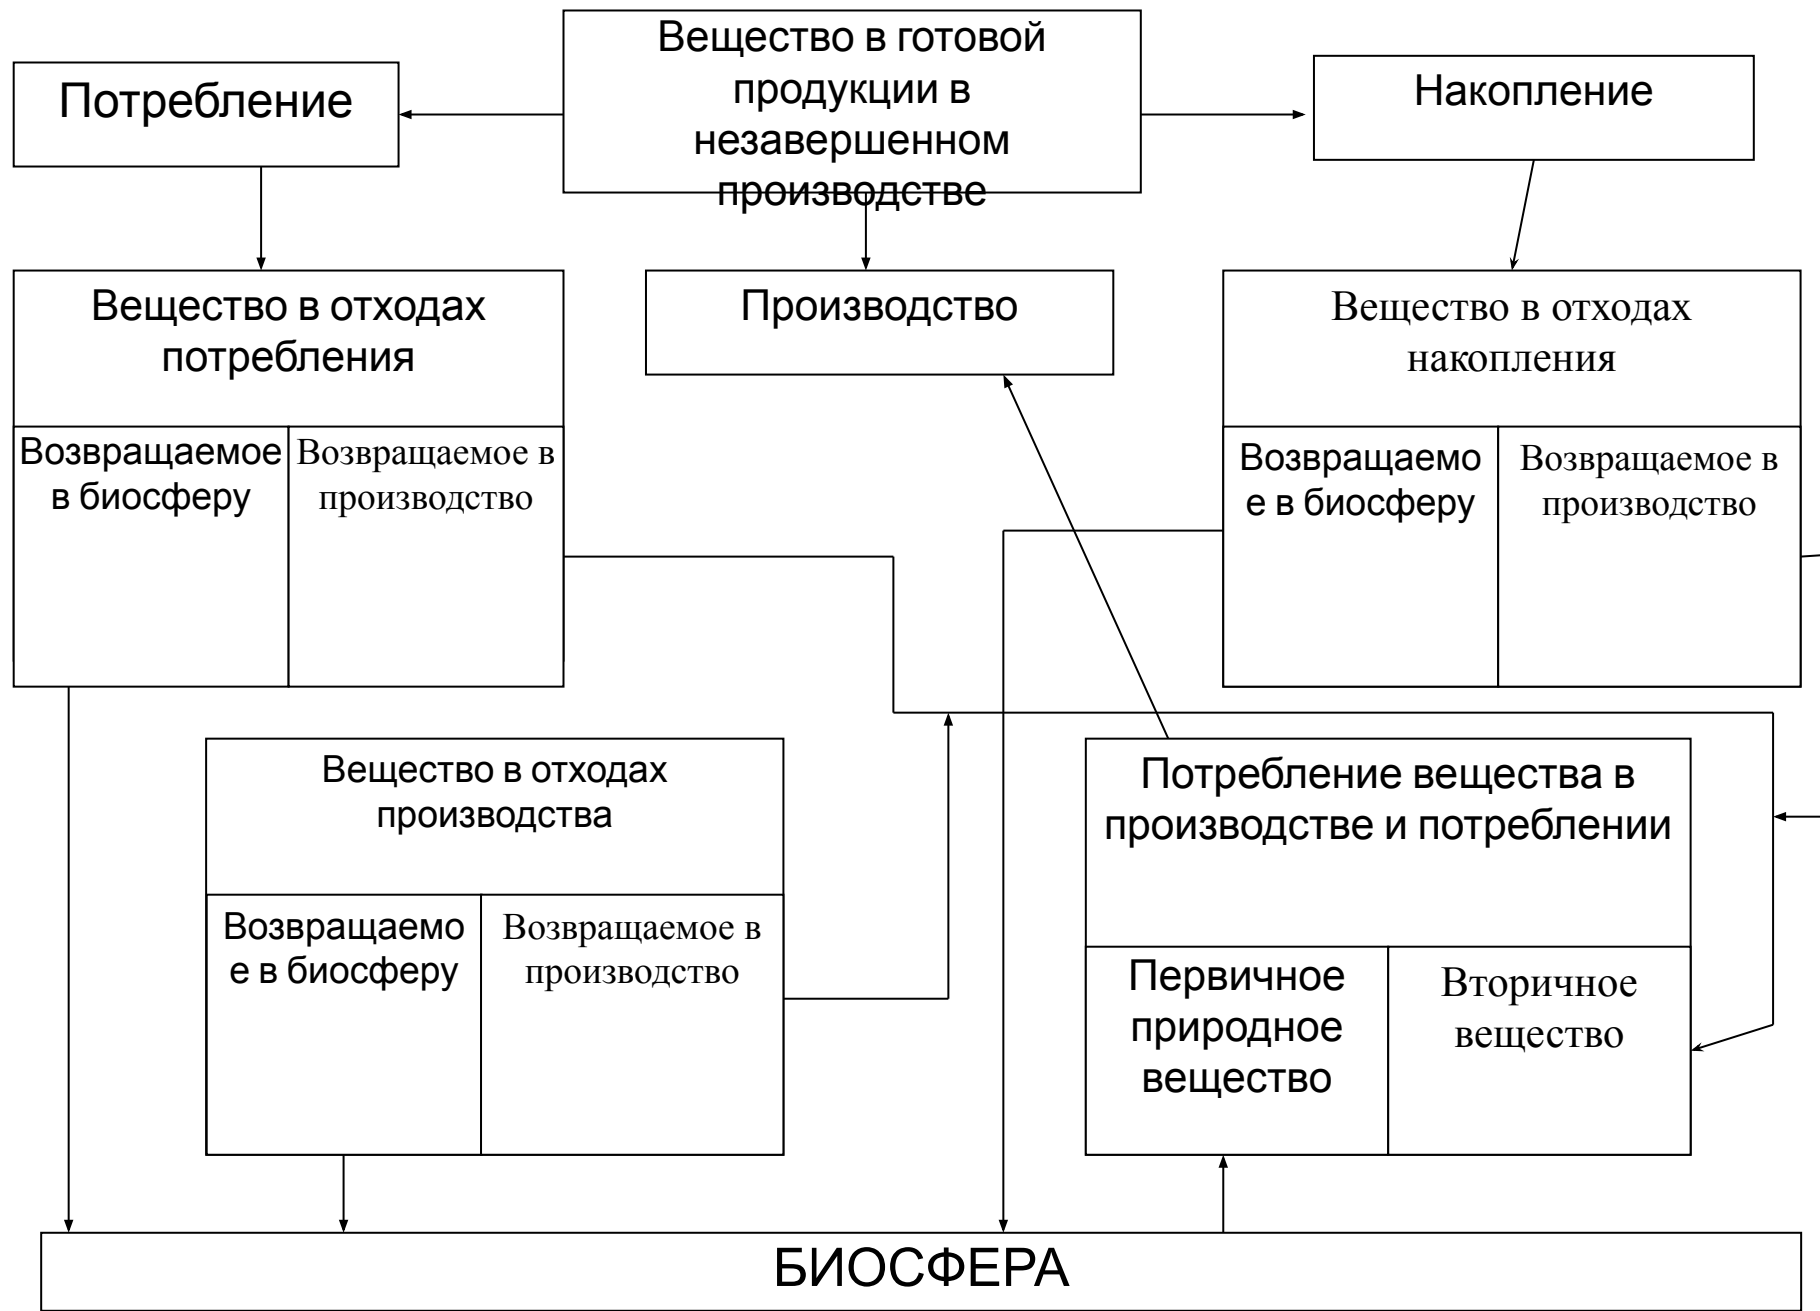 Вещество в готовой
продукции в
незавершенном
производстве
Потребление
Накопление
Вещество в отходах
потребления
Возвращаемое
в биосферу
Возвращаемое в
производство
Производство
Вещество в отходах
накопления
Возвращаемо
е в биосферу
Возвращаемое в
производство
Вещество в отходах
производства
Возвращаемо
е в биосферу
Возвращаемое в
производство
Потребление вещества в
производстве и потреблении
Первичное
природное
вещество
Вторичное
вещество
БИОСФЕРА